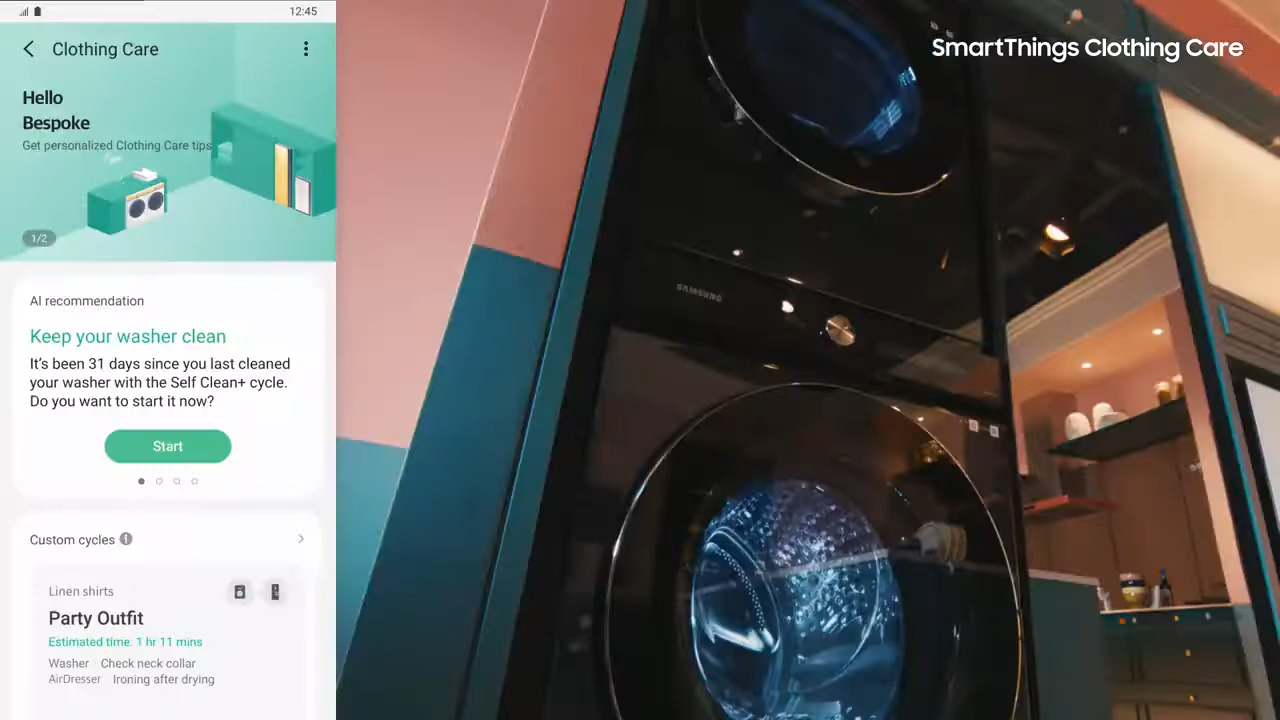 12:45
Clothing Care
Hello
Bespoke
Get personalized Clothing Care tips
1/2
AI recommendation
Keep your washer clean
It's been 31 days since you last cleaned
your washer with the Self Clean+ cycle.
Do you want to start it now?
Start
Custom cycles
Linen shirts
Party Outfit
Estimated time: 1 hr 11 mins
Washer Check neck collar
AirDresser Ironing after drying
SmartThings Clothing Care
SAMSUNG